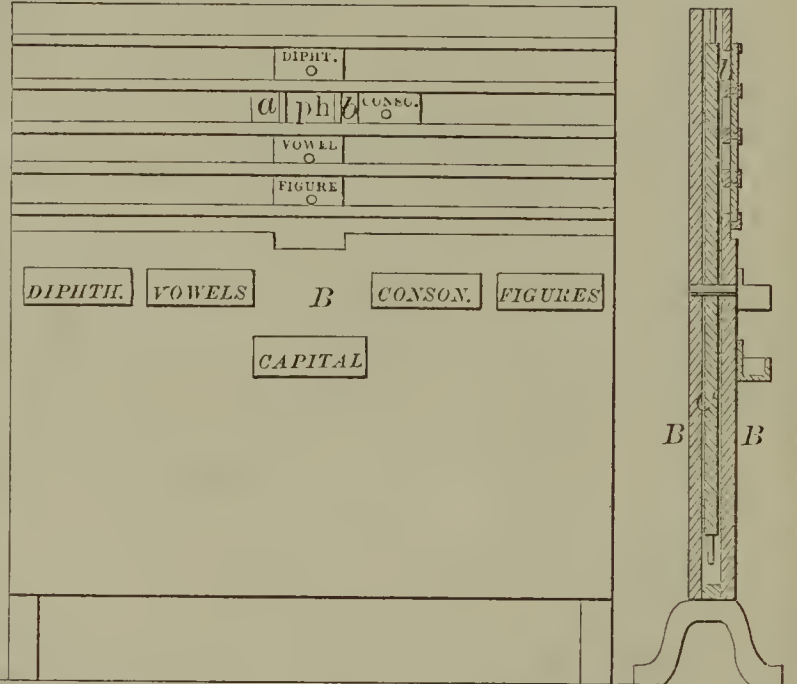 DIPHT.
a ph b CONSO.
VOWEL
FIGURE
DIPHTH. VOWELS B CONSON. FIGURES
CAPITAL
B B